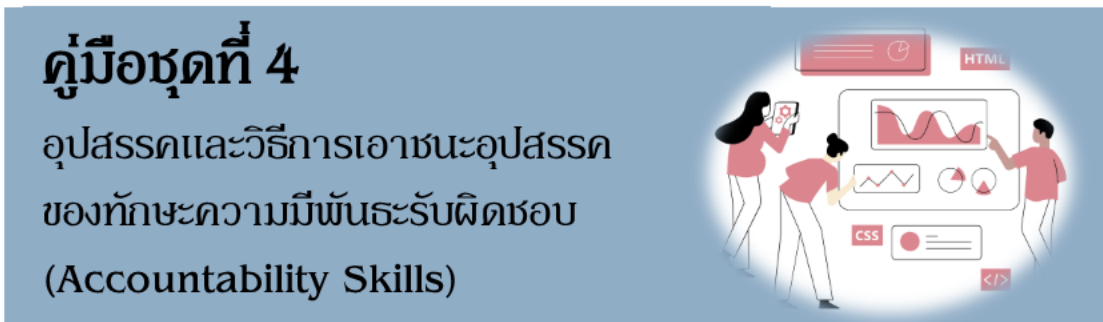 คู่มือชุดที่ 4
อุปสรรคและวิธีการเอาชนะอุปสรรค
ของทักษะความมีพันธะรับผิดชอบ
(Accountability Skills)
HTML
CSS
</>